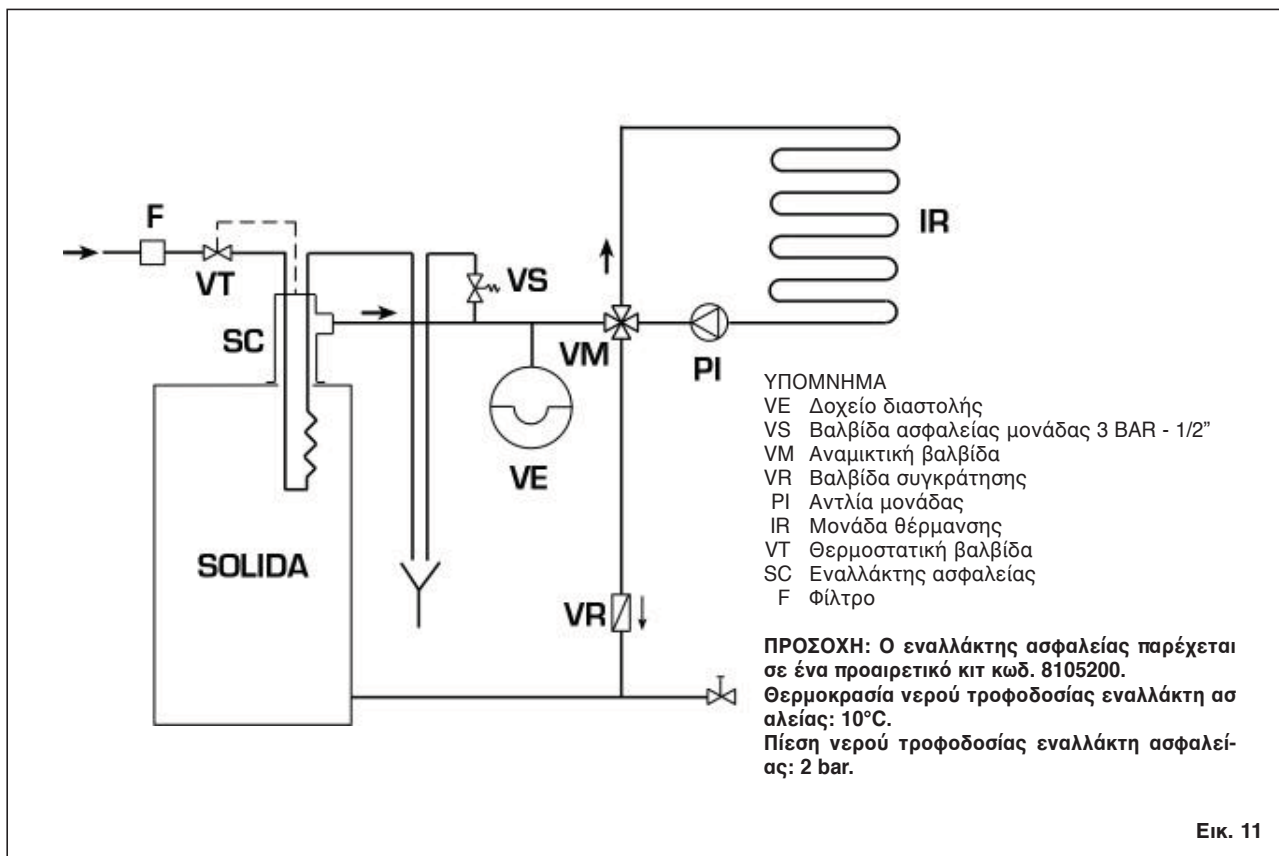 F
VT
VS
IR
SC
VM
PI
VE
SOLIDA
VR
ΥΠΟΜΝΗΜΑ
VE Δοχείο διαστολής
VS Βαλβίδα ασφαλείας μονάδας 3 BAR - 1/2”
VM Αναμικτική βαλβίδα
VR Βαλβίδα συγκράτησης
PI Αντλία μονάδας
IR Μονάδα θέρμανσης
VT Θερμοστατική βαλβίδα
SC Εναλλάκτης ασφαλείας
F Φίλτρο
ΠΡΟΣΟΧΗ: Ο εναλλάκτης ασφαλείας παρέχεται
σε ένα προαιρετικό κιτ κωδ. 8105200.
Θερμοκρασία νερού τροφοδοσίας εναλλάκτη ασ
αλείας: 10°C.
Πίεση νερού τροφοδοσίας εναλλάκτη ασφαλεί-
ας: 2 bar.
Εικ. 11